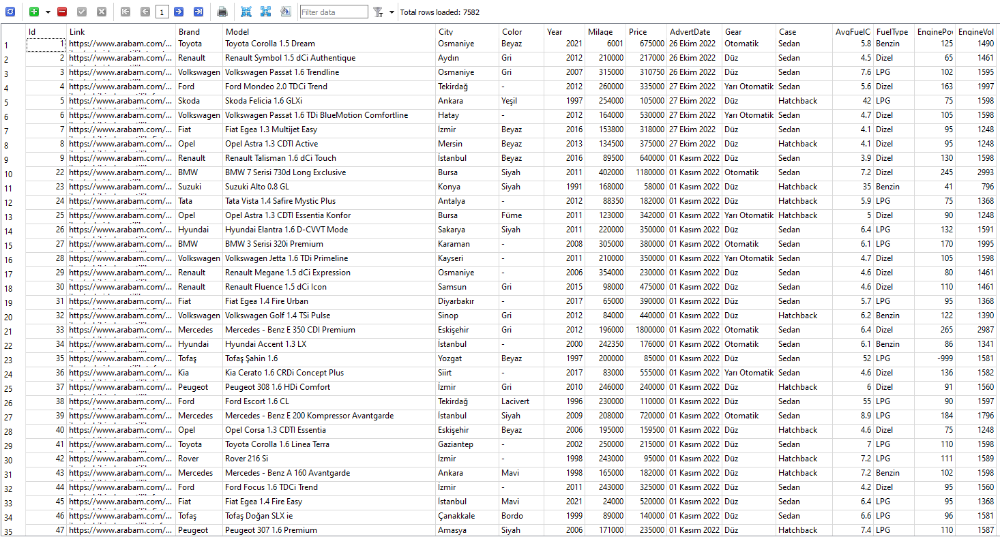 1 Filter data Total rows loaded: 7582
Id Link Brand Model City Color Year Milage Price AdvertDate Gear Case AvgFuelC FuelType EnginePov EngineVol
1 1 https://www.arabam.com/... Toyota Toyota Corolla 1.5 Dream Osmaniye Beyaz 2021 6001 675000 26 Ekim 2022 Otomatik Sedan 5.8 Benzin 125 1490
2 2 https://www.arabam.com/... Renault Renault Symbol 1.5 dCi Authentique Aydın Gri 2012 210000 217000 26 Ekim 2022 Düz Sedan 4.5 Dizel 65 1461
3 3 https://www.arabam.com/... Volkswagen Volkswagen Passat 1.6 Trendline Osmaniye Gri 2007 315000 310750 26 Ekim 2022 Düz Sedan 7.6 LPG 102 1595
4 4 https://www.arabam.com/... Ford Ford Mondeo 2.0 TDCi Trend Tekirdağ - 2012 260000 335000 27 Ekim 2022 Yarı Otomatik Sedan 5.6 Dizel 163 1997
5 5 https://www.arabam.com/... Skoda Skoda Felicia 1.6 GLXi Ankara Yeşil 1997 254000 105000 27 Ekim 2022 Düz Hatchback 42 LPG 75 1598
6 6 https://www.arabam.com/... Volkswagen Volkswagen Passat 1.6 TDi BlueMotion Comfortline Hatay - 2012 164000 530000 27 Ekim 2022 Yarı Otomatik Sedan 4.7 Dizel 105 1598
7 7 https://www.arabam.com/... Fiat Fiat Egea 1.3 Multijet Easy İzmir Beyaz 2016 153800 318000 27 Ekim 2022 Düz Sedan 4.1 Dizel 95 1248
8 8 https://www.arabam.com/... Opel Opel Astra 1.3 CDTI Active Mersin Beyaz 2013 134500 375000 27 Ekim 2022 Düz Hatchback 4.1 Dizel 95 1248
9 9 https://www.arabam.com/... Renault Renault Talisman 1.6 dCi Touch İstanbul Beyaz 2016 89500 640000 01 Kasım 2022 Düz Sedan 3.9 Dizel 130 1598
10 22 https://www.arabam.com/... BMW BMW 7 Serisi 730d Long Exclusive Bursa Siyah 2011 402000 1180000 01 Kasım 2022 Otomatik Sedan 7.2 Dizel 245 2993
11 23 https://www.arabam.com/... Suzuki Suzuki Alto 0.8 GL Konya Siyah 1991 168000 58000 01 Kasım 2022 Düz Hatchback 35 Benzin 41 796
12 24 https://www.arabam.com/... Tata Tata Vista 1.4 Safire Mystic Plus Antalya - 2012 88350 182000 01 Kasım 2022 Düz Hatchback 5.9 LPG 75 1368
13 25 https://www.arabam.com/... Opel Opel Astra 1.3 CDTI Essentia Konfor Bursa Füme 2011 123000 342000 01 Kasım 2022 Yarı Otomatik Hatchback 5 Dizel 90 1248
14 26 https://www.arabam.com/... Hyundai Hyundai Elantra 1.6 D-CVVT Mode Sakarya Siyah 2011 220000 350000 01 Kasım 2022 Düz Sedan 6.4 LPG 132 1591
15 27 https://www.arabam.com/... BMW BMW 3 Serisi 320i Premium Karaman - 2008 305000 380000 01 Kasım 2022 Otomatik Sedan 6.1 LPG 170 1995
16 28 https://www.arabam.com/... Volkswagen Volkswagen Jetta 1.6 TDi Primeline Kayseri - 2011 210000 350000 01 Kasım 2022 Yarı Otomatik Sedan 4.7 Dizel 105 1598
17 29 https://www.arabam.com/... Renault Renault Megane 1.5 dCi Expression Osmaniye - 2006 354000 230000 01 Kasım 2022 Düz Sedan 4.6 Dizel 80 1461
18 30 https://www.arabam.com/... Renault Renault Fluence 1.5 dCi Icon Samsun Gri 2015 98000 475000 01 Kasım 2022 Düz Sedan 4.6 Dizel 110 1461
19 31 https://www.arabam.com/... Fiat Fiat Egea 1.4 Fire Urban Diyarbakır - 2017 65000 390000 01 Kasım 2022 Düz Sedan 5.7 LPG 95 1368
20 32 https://www.arabam.com/... Volkswagen Volkswagen Golf 1.4 TSi Pulse Sinop Gri 2012 84000 440000 01 Kasım 2022 Düz Hatchback 6.2 Benzin 122 1390
21 33 https://www.arabam.com/... Mercedes Mercedes - Benz E 350 CDI Premium Eskişehir Gri 2012 196000 1800000 01 Kasım 2022 Otomatik Sedan 6.4 Dizel 265 2987
22 34 https://www.arabam.com/... Hyundai Hyundai Accent 1.3 LX İstanbul - 2000 242350 176000 01 Kasım 2022 Otomatik Sedan 6.1 Benzin 86 1341
23 35 https://www.arabam.com/... Tofaş Tofaş Şahin 1.6 Yozgat Beyaz 1997 200000 85000 01 Kasım 2022 Düz Sedan 52 LPG -999 1581
24 36 https://www.arabam.com/... Kia Kia Cerato 1.6 CRDi Concept Plus Siirt - 2017 83000 555000 01 Kasım 2022 Yarı Otomatik Sedan 4.6 Dizel 136 1582
25 37 https://www.arabam.com/... Peugeot Peugeot 308 1.6 HDi Comfort İzmir Gri 2010 246000 240000 01 Kasım 2022 Düz Hatchback 6 Dizel 91 1560
26 38 https://www.arabam.com/... Ford Ford Escort 1.6 CL Tekirdağ Lacivert 1996 230000 110000 01 Kasım 2022 Düz Sedan 55 LPG 90 1597
27 39 https://www.arabam.com/... Mercedes Mercedes - Benz E 200 Kompressor Avantgarde İstanbul Siyah 2009 208000 720000 01 Kasım 2022 Otomatik Sedan 8.9 LPG 184 1796
28 40 https://www.arabam.com/... Opel Opel Corsa 1.3 CDTI Essentia Eskişehir Beyaz 2006 195000 159500 01 Kasım 2022 Düz Hatchback 4.6 Dizel 75 1248
29 41 https://www.arabam.com/... Toyota Toyota Corolla 1.6 Linea Terra Gaziantep - 2002 250000 215000 01 Kasım 2022 Düz Sedan 7 LPG 110 1598
30 42 https://www.arabam.com/... Rover Rover 216 Si İzmir - 1998 243000 95000 01 Kasım 2022 Düz Hatchback 7.2 LPG 111 1589
31 43 https://www.arabam.com/... Mercedes Mercedes - Benz A 160 Avantgarde Ankara Mavi 1998 165000 182000 01 Kasım 2022 Düz Hatchback 7.2 Benzin 102 1598
32 44 https://www.arabam.com/... Ford Ford Focus 1.6 TDCi Trend İzmir - 2011 243000 325000 01 Kasım 2022 Düz Sedan 4.2 Dizel 95 1560
33 45 https://www.arabam.com/... Fiat Fiat Egea 1.4 Fire Easy İstanbul Mavi 2021 24000 520000 01 Kasım 2022 Düz Sedan 6.4 LPG 95 1368
34 46 https://www.arabam.com/... Tofaş Tofaş Doğan SLX ie Çanakkale Bordo 1999 89000 140000 01 Kasım 2022 Düz Sedan 6.6 LPG 96 1581
35 47 https://www.arabam.com/... Peugeot Peugeot 307 1.6 Premium Amasya Siyah 2006 171000 235000 01 Kasım 2022 Düz Hatchback 7.4 LPG 110 1587